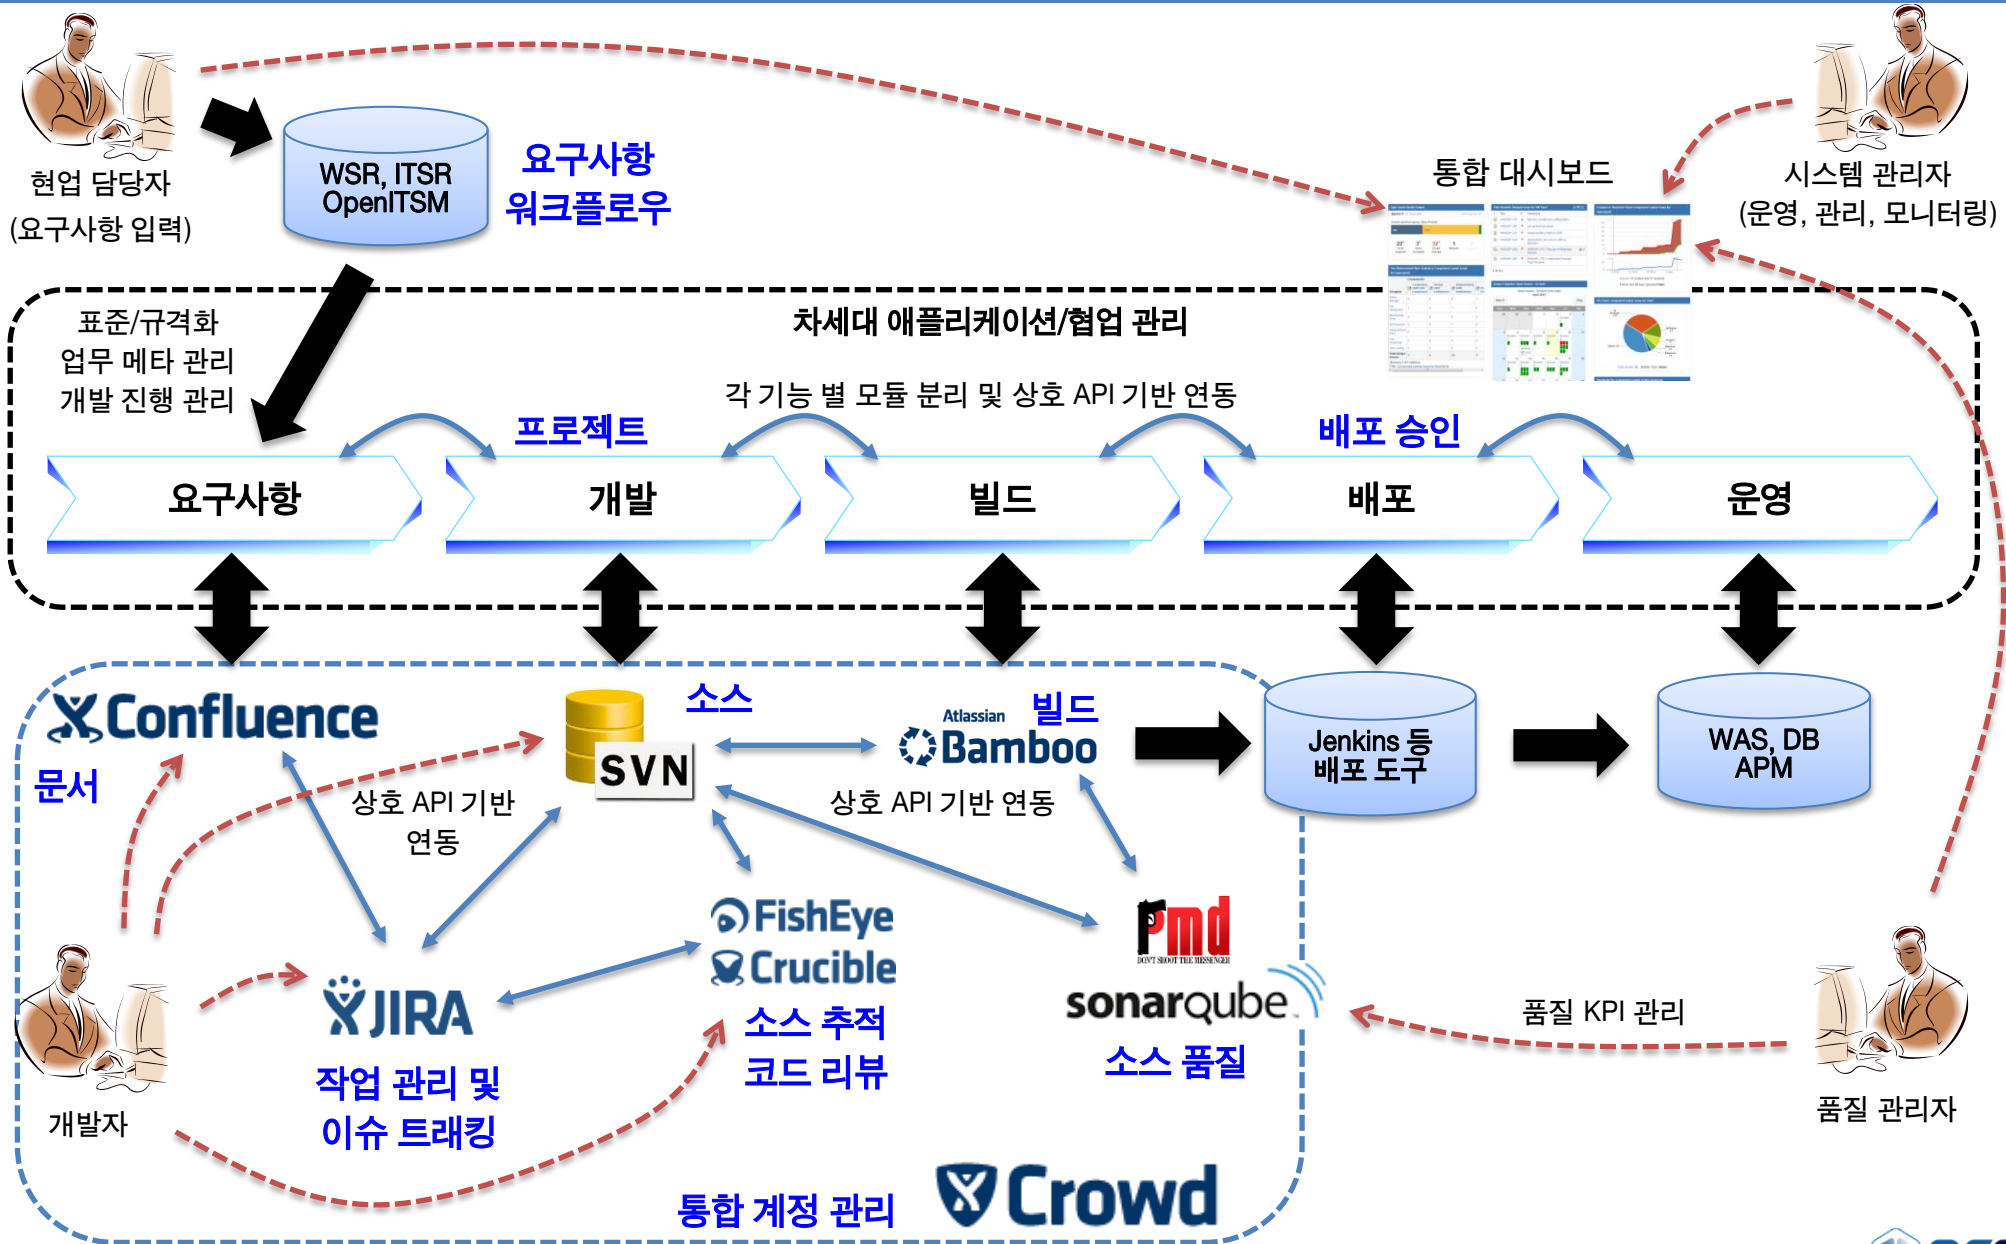 현업 담당자
(요구사항 입력)
WSR, ITSR
OpenITSM
요구사항
워크플로우
통합 대시보드
시스템 관리자
(운영, 관리, 모니터링)
표준/규격화
업무 메타 관리
개발 진행 관리
차세대 애플리케이션/협업 관리
각 기능 별 모듈 분리 및 상호 API 기반 연동
프로젝트
배포 승인
요구사항
개발
빌드
배포
운영
Confluence
문서
소스
SVN
Atlassian
Bamboo
빌드
Jenkins 등
배포 도구
WAS, DB
APM
상호 API 기반
연동
상호 API 기반 연동
FishEye
Crucible
소스 추적
코드 리뷰
pmd
DON'T SHOOT THE MESSENGER
sonarqube
소스 품질
JIRA
작업 관리 및
이슈 트래킹
개발자
품질 KPI 관리
품질 관리자
통합 계정 관리
Crowd